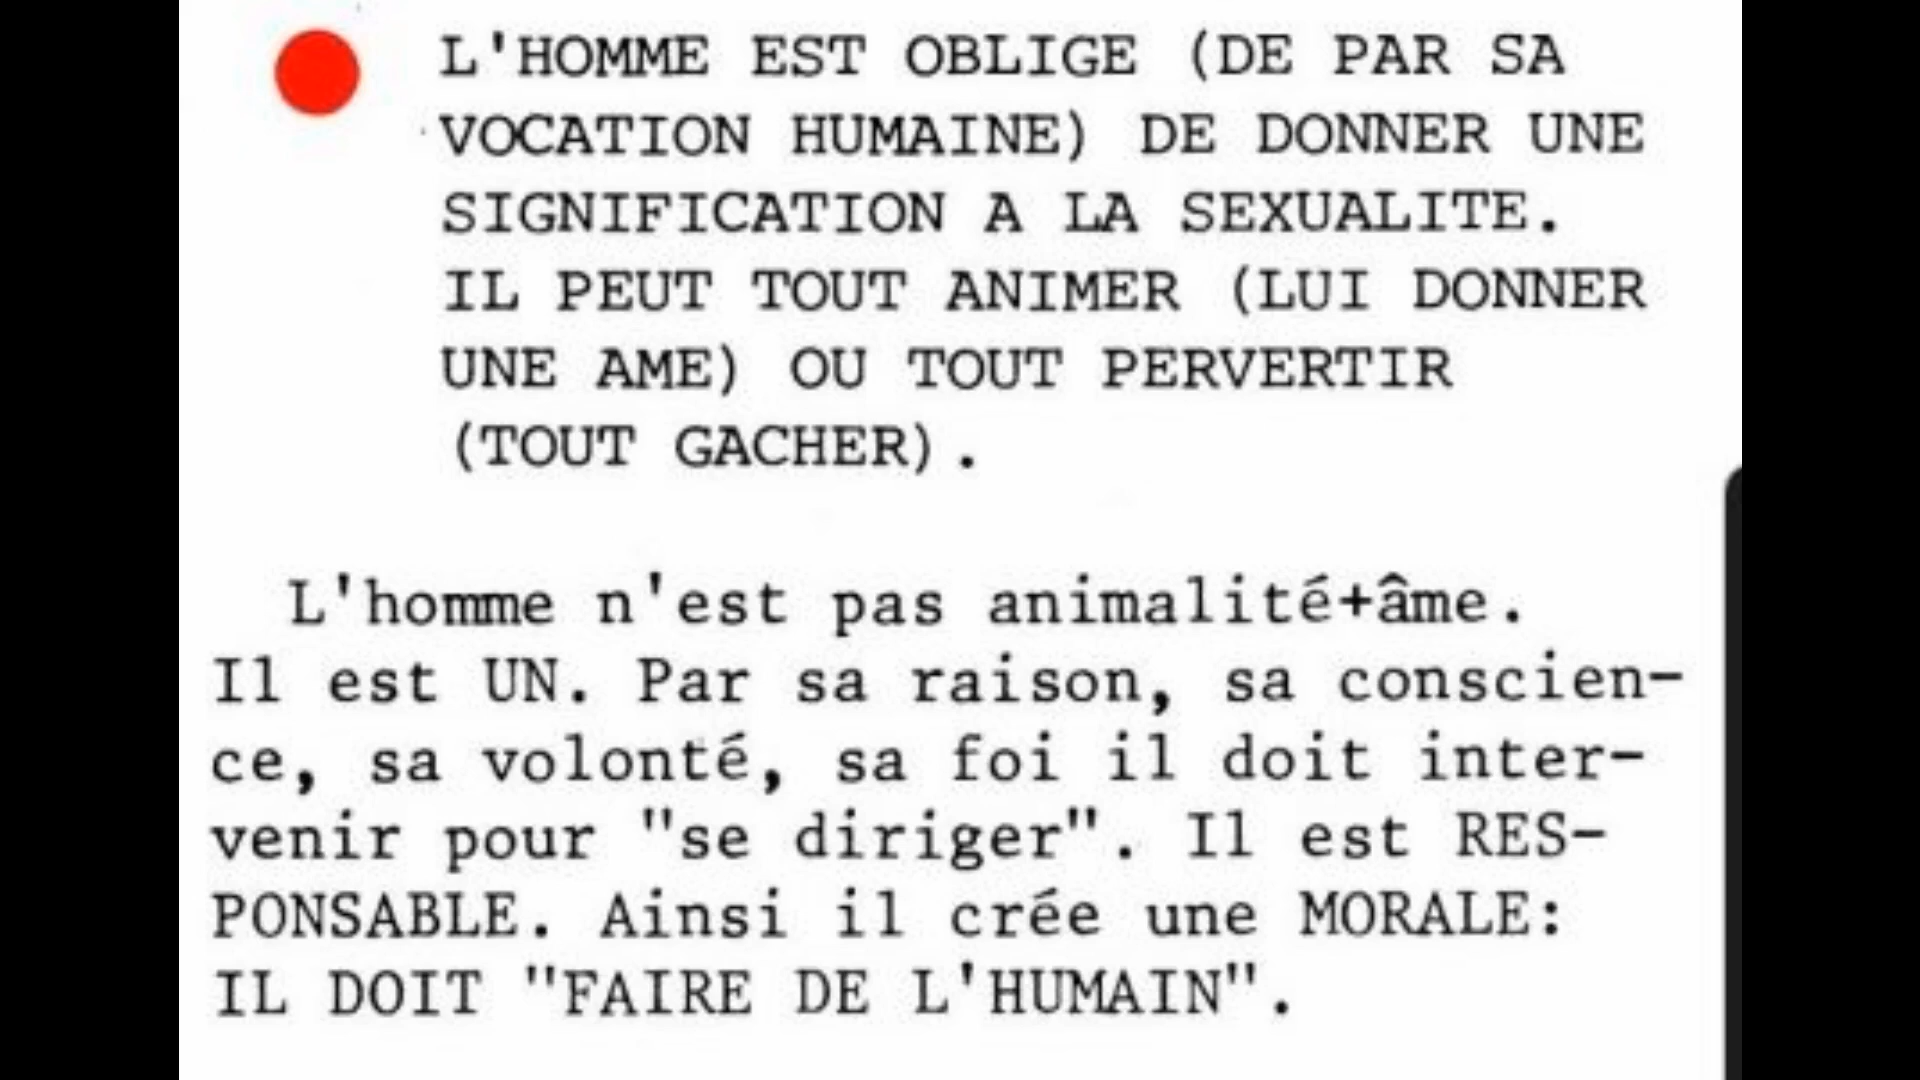 L'HOMME EST OBLIGE (DE PAR SA
VOCATION HUMAINE) DE DONNER UNE
SIGNIFICATION A LA SEXUALITE.
IL PEUT TOUT ANIMER (LUI DONNER
UNE AME) OU TOUT PERVERTIR
(TOUT GACHER).
L'homme n'est pas animalité+âme.
Il est UN. Par sa raison, sa conscien-
ce, sa volonté, sa foi il doit inter-
venir pour "se diriger". Il est RES-
PONSABLE. Ainsi il crée une MORALE:
IL DOIT "FAIRE DE L'HUMAIN".